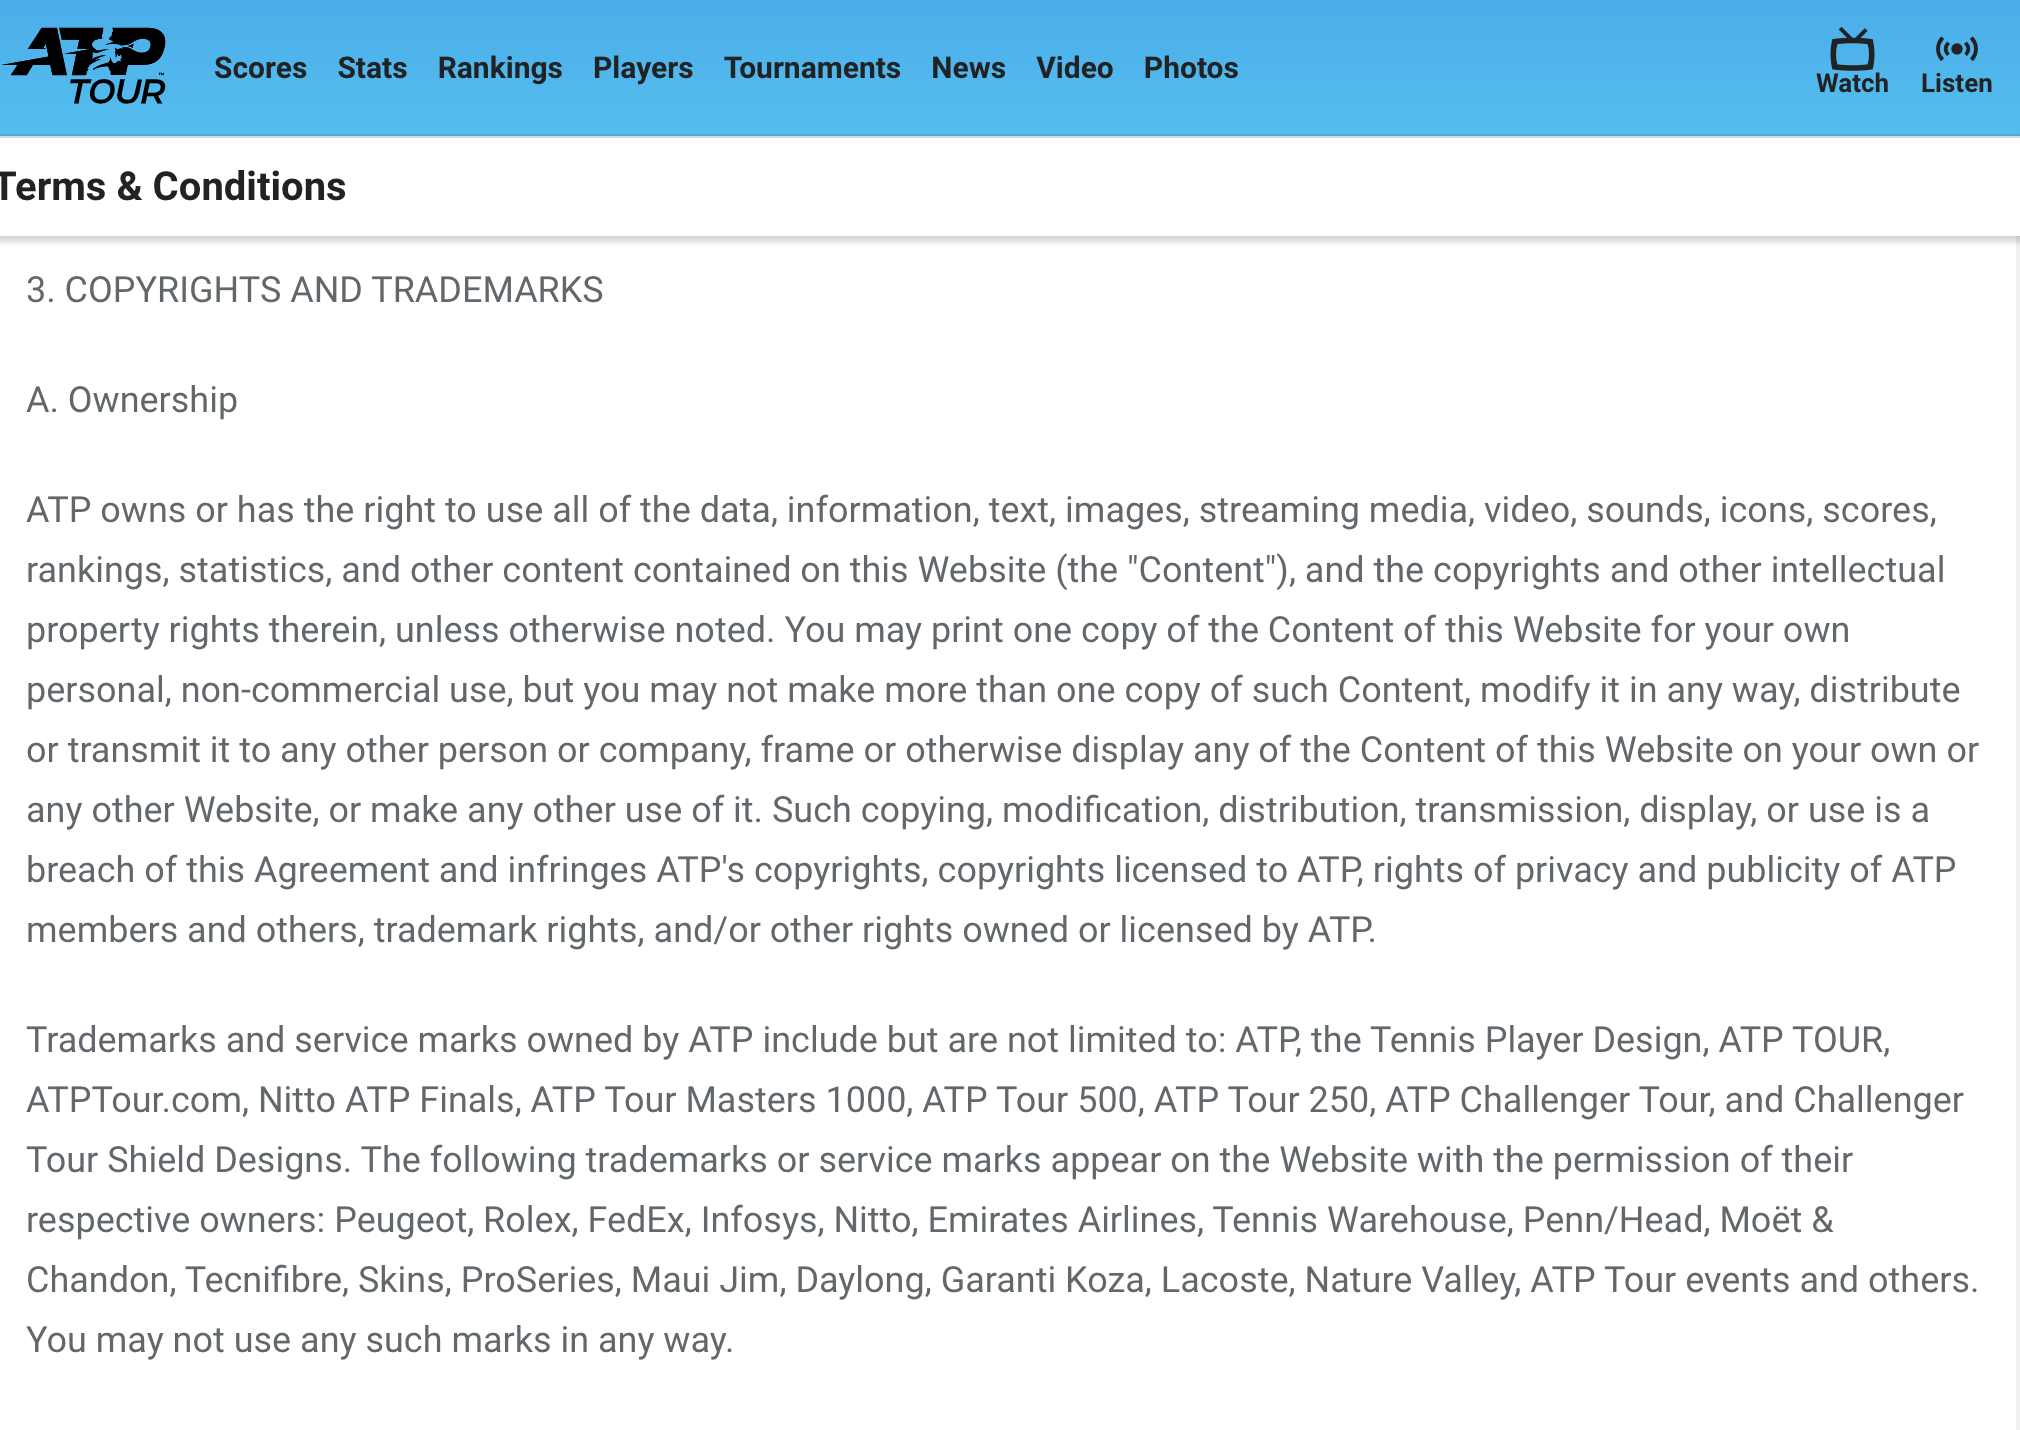 ATP
TOUR
Scores Stats Rankings Players Tournaments News Video Photos
Watch Listen
Terms & Conditions
3. COPYRIGHTS AND TRADEMARKS
A. Ownership
ATP owns or has the right to use all of the data, information, text, images, streaming media, video, sounds, icons, scores,
rankings, statistics, and other content contained on this Website (the "Content"), and the copyrights and other intellectual
property rights therein, unless otherwise noted. You may print one copy of the Content of this Website for your own
personal, non-commercial use, but you may not make more than one copy of such Content, modify it in any way, distribute
or transmit it to any other person or company, frame or otherwise display any of the Content of this Website on your own or
any other Website, or make any other use of it. Such copying, modification, distribution, transmission, display, or use is a
breach of this Agreement and infringes ATP's copyrights, copyrights licensed to ATP, rights of privacy and publicity of ATP
members and others, trademark rights, and/or other rights owned or licensed by ATP.
Trademarks and service marks owned by ATP include but are not limited to: ATP, the Tennis Player Design, ATP TOUR,
ATPTour.com, Nitto ATP Finals, ATP Tour Masters 1000, ATP Tour 500, ATP Tour 250, ATP Challenger Tour, and Challenger
Tour Shield Designs. The following trademarks or service marks appear on the Website with the permission of their
respective owners: Peugeot, Rolex, FedEx, Infosys, Nitto, Emirates Airlines, Tennis Warehouse, Penn/Head, Moët &
Chandon, Tecnifibre, Skins, ProSeries, Maui Jim, Daylong, Garanti Koza, Lacoste, Nature Valley, ATP Tour events and others.
You may not use any such marks in any way.